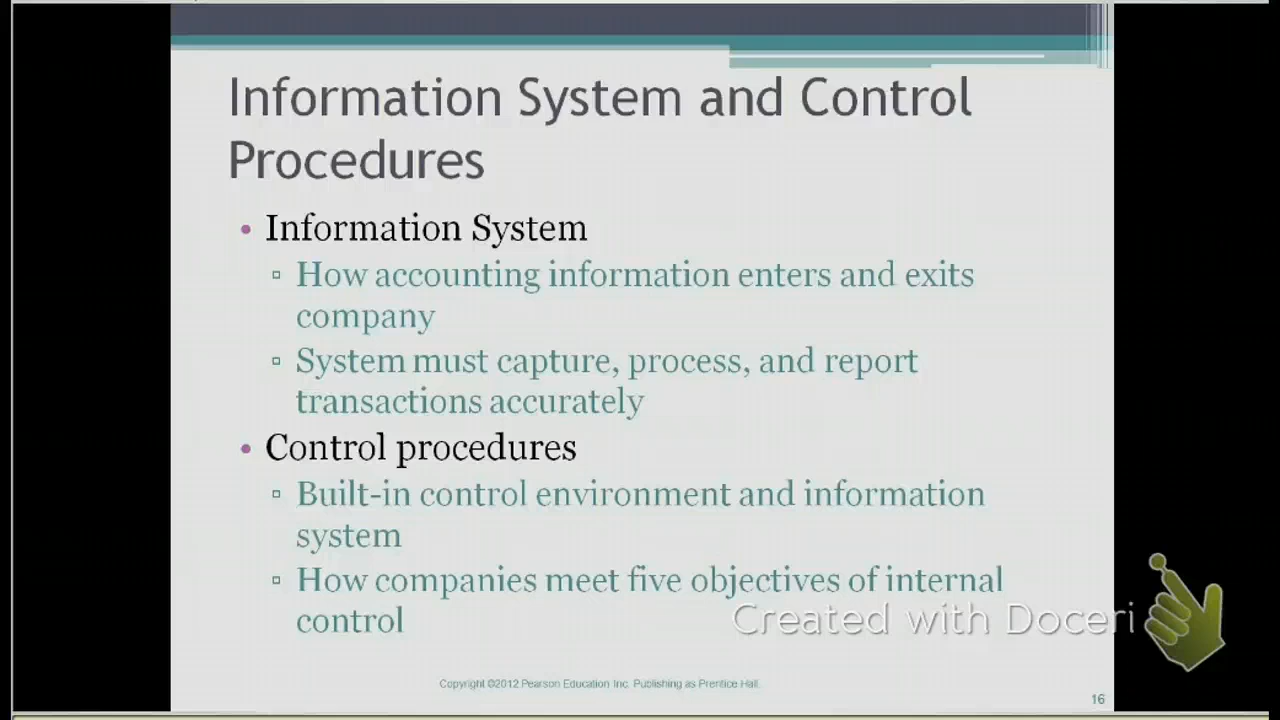 Information System and Control
Procedures
• Information System
▫ How accounting information enters and exits
company
▫ System must capture, process, and report
transactions accurately
• Control procedures
▫ Built-in control environment and information
system
▫ How companies meet five objectives of internal
control
Created with Doceri
Copyright ©2012 Pearson Education Inc. Publishing as Prentice Hall.
16